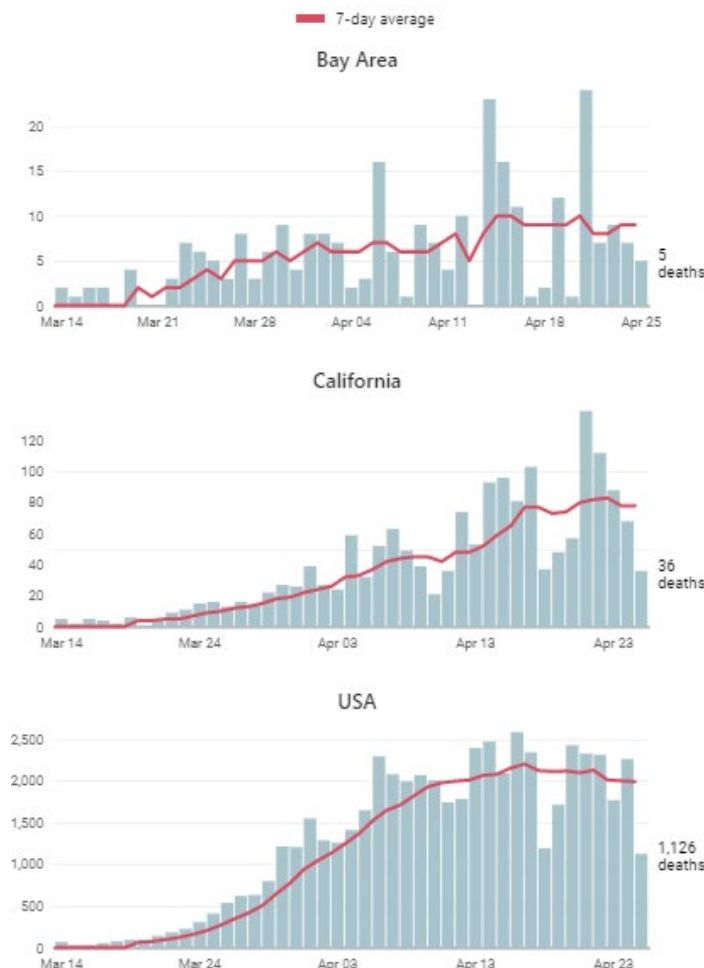 7-day average
Bay Area
20
15
10
5
0
Mar 14 Mar 21 Mar 28 Apr 04 Apr 11 Apr 18 Apr 25
5
deaths
California
120
100
80
60
40
20
0
Mar 14 Mar 24 Apr 03 Apr 13 Apr 23
36
deaths
USA
2,500
2,000
1,500
1,000
500
0
Mar 14 Mar 24 Apr 03 Apr 13 Apr 23
1,126
deaths